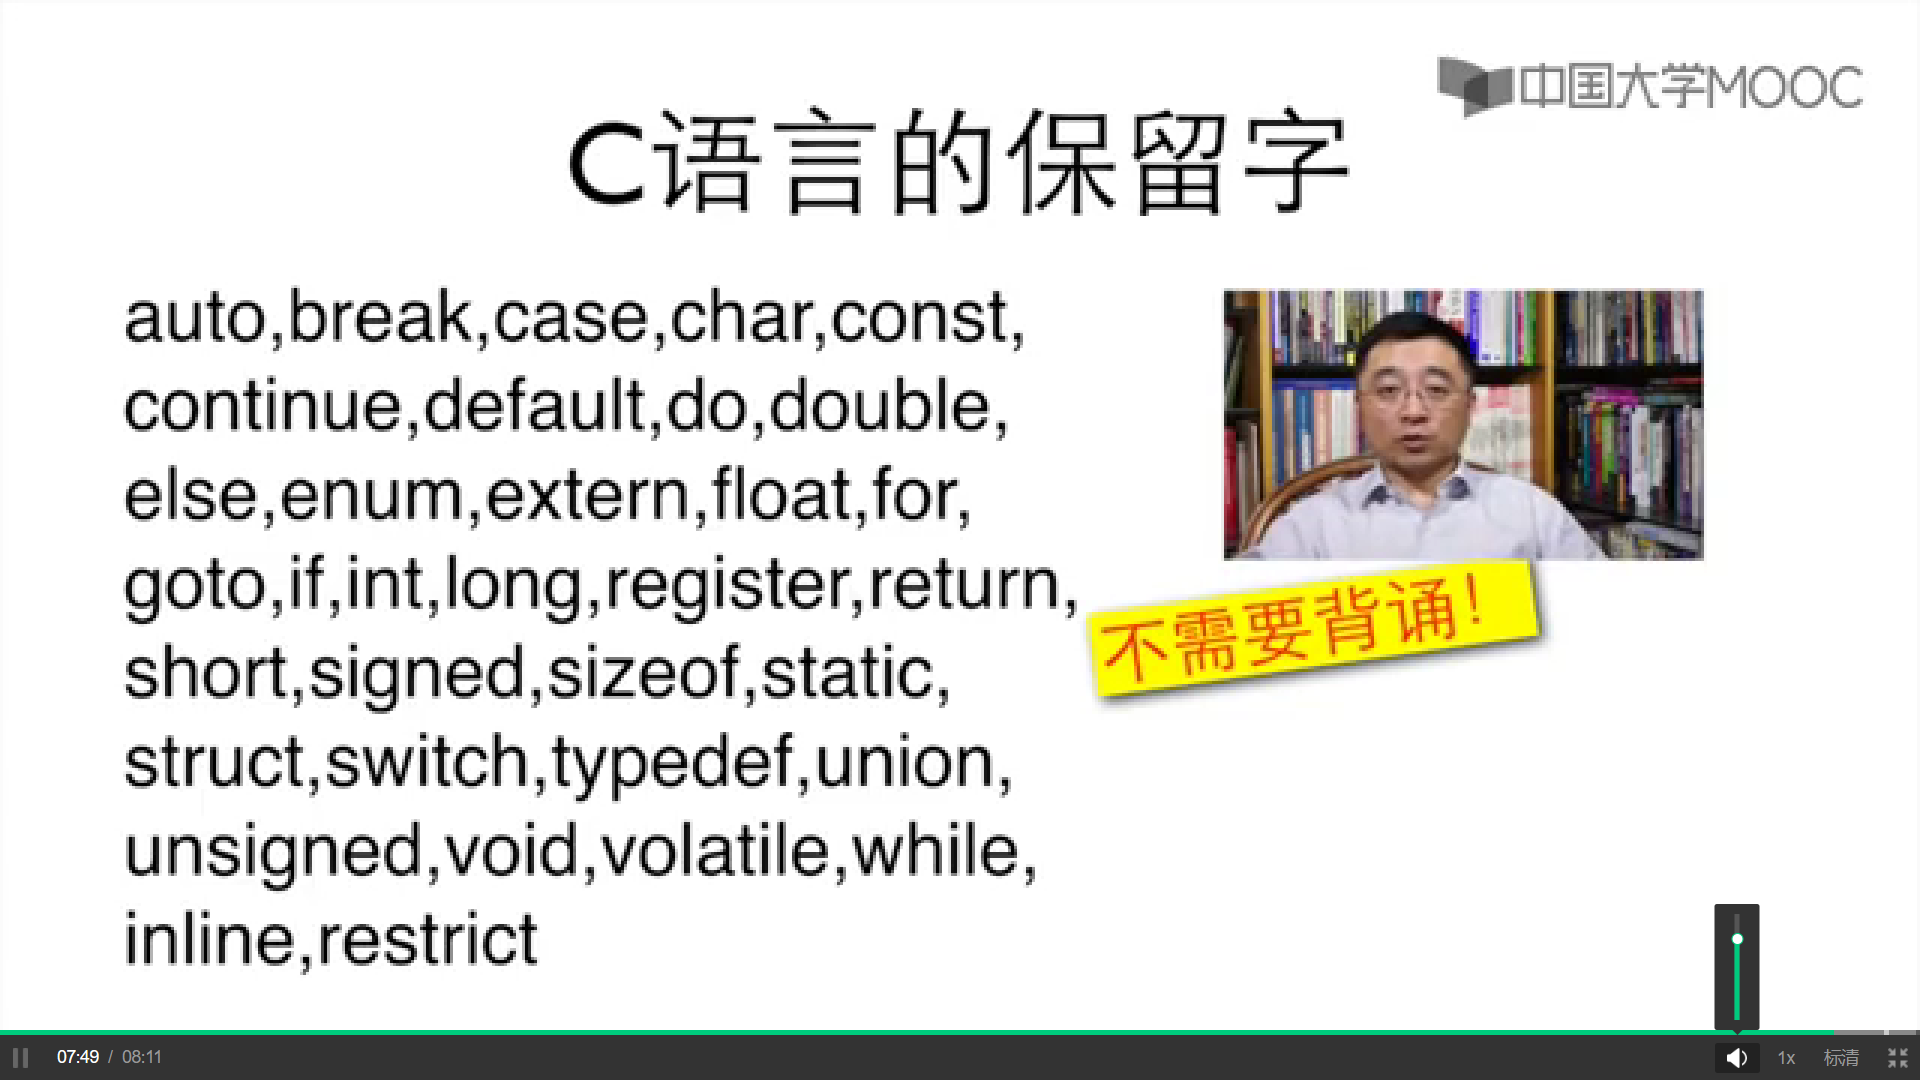 中国大学MOOC
C语言的保留字
auto,break,case,char,const,
continue,default,do,double,
else,enum,extern,float,for,
goto,if,int,long,register,return,
short,signed,sizeof,static,
struct,switch,typedef,union,
unsigned,void,volatile,while,
inline,restrict
不需要背诵!
07:49 / 08:11
1x
标清